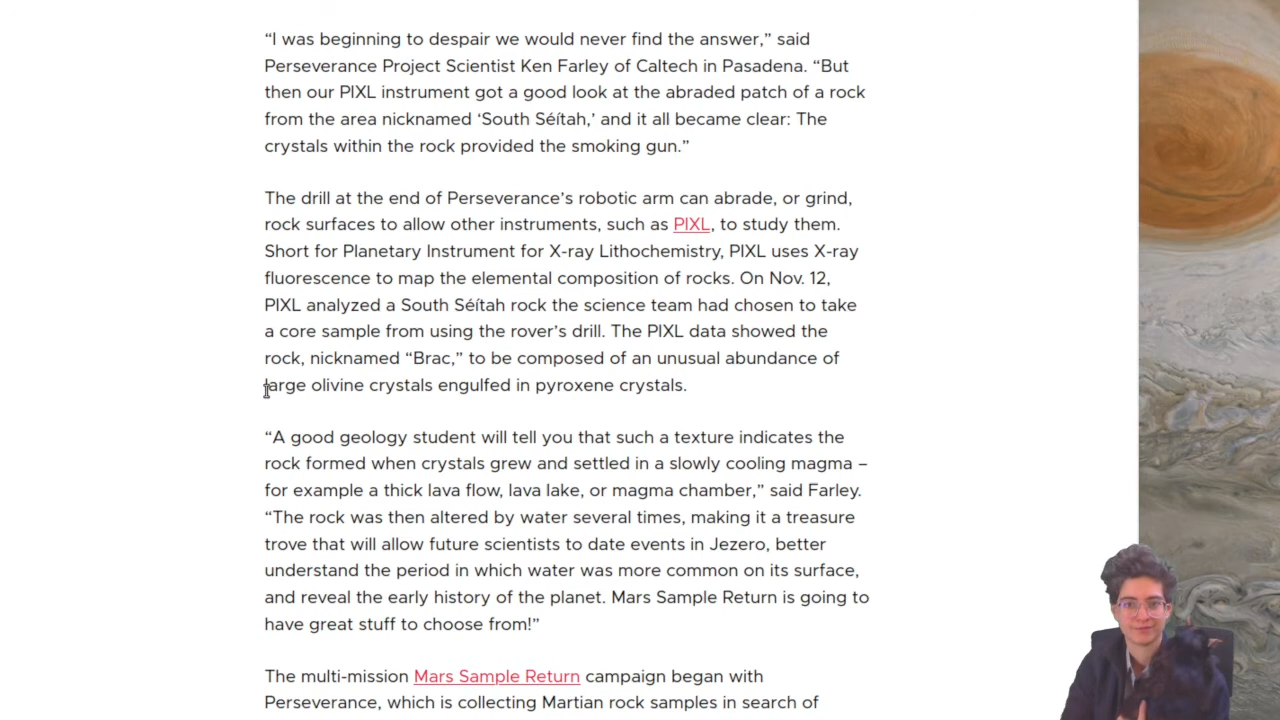 “I was beginning to despair we would never find the answer,” said
Perseverance Project Scientist Ken Farley of Caltech in Pasadena. “But
then our PIXL instrument got a good look at the abraded patch of a rock
from the area nicknamed ‘South Séítah,’ and it all became clear: The
crystals within the rock provided the smoking gun.”
The drill at the end of Perseverance’s robotic arm can abrade, or grind,
rock surfaces to allow other instruments, such as PIXL, to study them.
Short for Planetary Instrument for X-ray Lithochemistry, PIXL uses X-ray
fluorescence to map the elemental composition of rocks. On Nov. 12,
PIXL analyzed a South Séítah rock the science team had chosen to take
a core sample from using the rover’s drill. The PIXL data showed the
rock, nicknamed “Brac,” to be composed of an unusual abundance of
large olivine crystals engulfed in pyroxene crystals.
“A good geology student will tell you that such a texture indicates the
rock formed when crystals grew and settled in a slowly cooling magma –
for example a thick lava flow, lava lake, or magma chamber,” said Farley.
“The rock was then altered by water several times, making it a treasure
trove that will allow future scientists to date events in Jezero, better
understand the period in which water was more common on its surface,
and reveal the early history of the planet. Mars Sample Return is going to
have great stuff to choose from!”
The multi-mission Mars Sample Return campaign began with
Perseverance, which is collecting Martian rock samples in search of